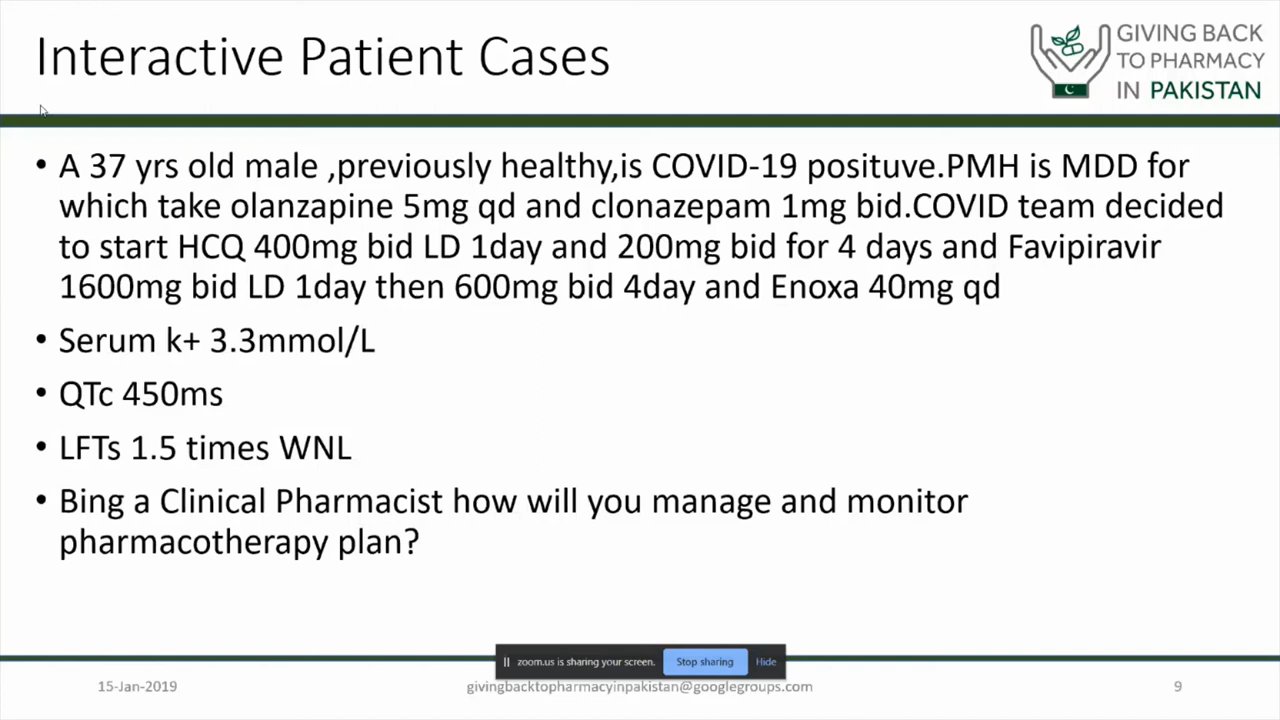 Interactive Patient Cases
GIVING BACK
TO PHARMACY
IN PAKISTAN
• A 37 yrs old male ,previously healthy,is COVID-19 posituve.PMH is MDD for
which take olanzapine 5mg qd and clonazepam 1mg bid.COVID team decided
to start HCQ 400mg bid LD 1day and 200mg bid for 4 days and Favipiravir
1600mg bid LD 1day then 600mg bid 4day and Enoxa 40mg qd
• Serum k+ 3.3mmol/L
• QTc 450ms
• LFTs 1.5 times WNL
• Bing a Clinical Pharmacist how will you manage and monitor
pharmacotherapy plan?
zoom.us is sharing your screen. Stop sharing Hide
15-Jan-2019 givingbacktopharmacyinpakistan@googlegroups.com 9